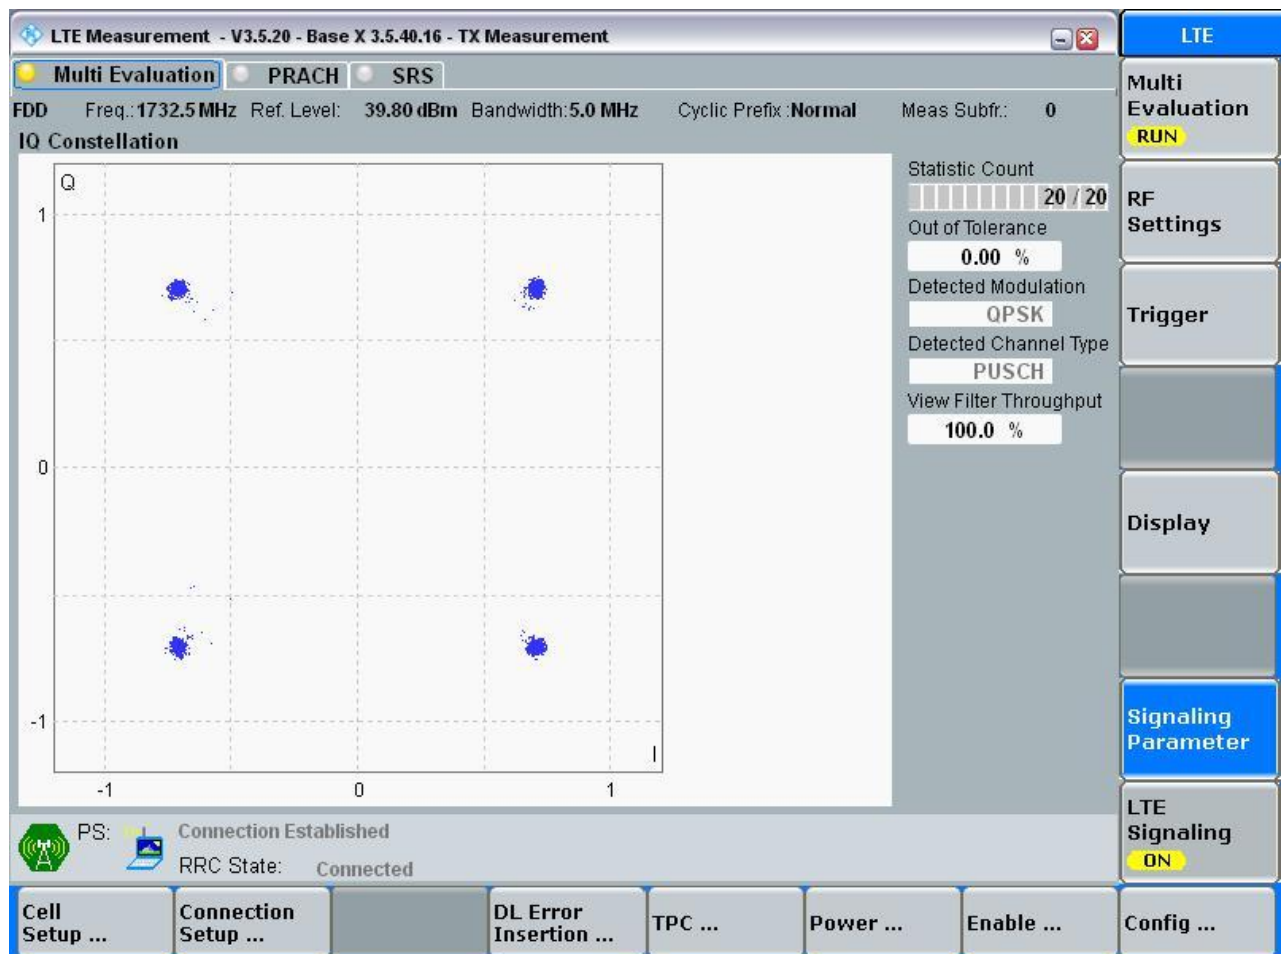 LTE Measurement - V3.5.20 - Base X 3.5.40.16 - TX Measurement
LTE
Multi Evaluation PRACH SRS
FDD Freq.:1732.5 MHz Ref. Level: 39.80 dBm Bandwidth:5.0 MHz Cyclic Prefix :Normal Meas Subfr.: 0
IQ Constellation
Q
1
0
-1
-1 0 1
I
Statistic Count
20 / 20
Out of Tolerance
0.00 %
Detected Modulation
QPSK
Detected Channel Type
PUSCH
View Filter Throughput
100.0 %
Multi
Evaluation
RUN
RF
Settings
Trigger
Display
Signaling
Parameter
LTE
Signaling
ON
PS: Connection Established
RRC State: Connected
Cell
Setup ...
Connection
Setup ...
DL Error
Insertion ...
TPC ...
Power ...
Enable ...
Config ...